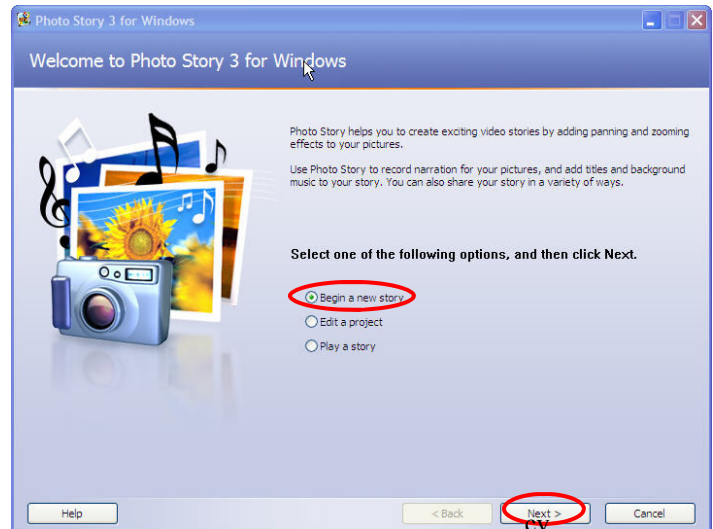 Photo Story 3 for Windows
Welcome to Photo Story 3 for Windows
Photo Story helps you to create exciting video stories by adding panning and zooming
effects to your pictures.
Use Photo Story to record narration for your pictures, and add titles and background
music to your story. You can also share your story in a variety of ways.
Select one of the following options, and then click Next.
Begin a new story
Edit a project
Play a story
Help
< Back
Next >
Cancel